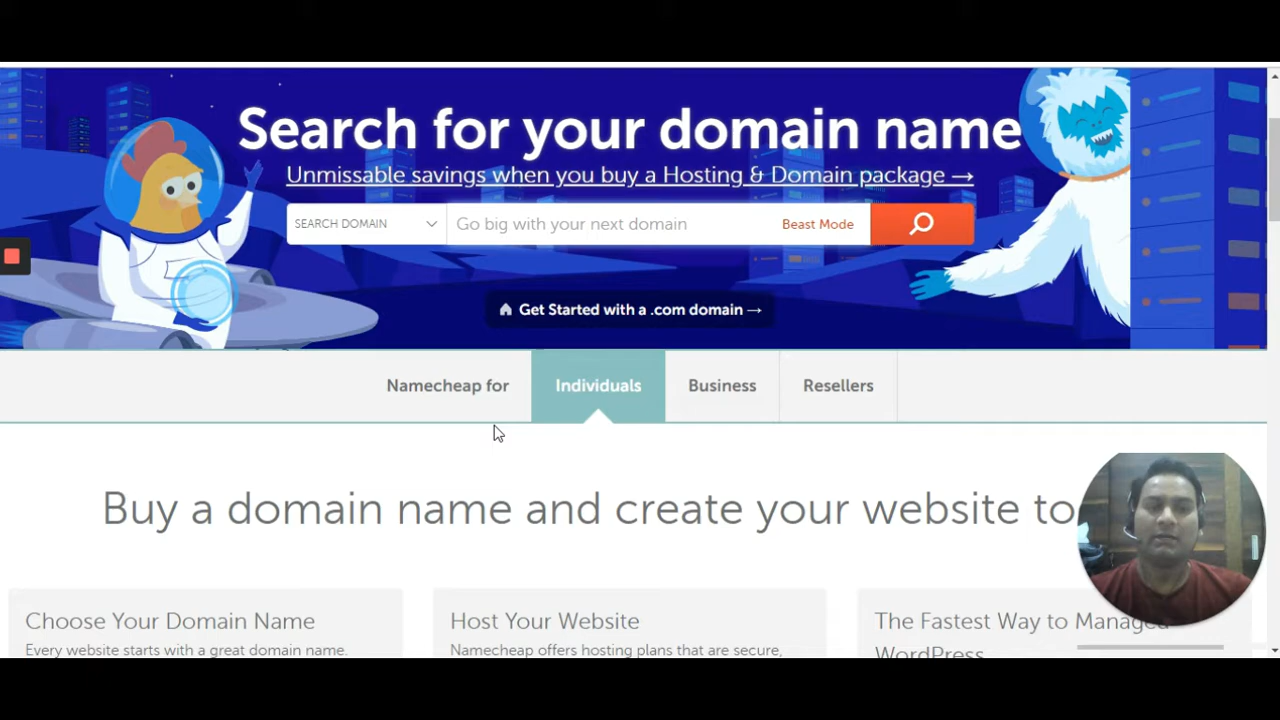 Search for your domain name
Unmissable savings when you buy a Hosting & Domain package →
SEARCH DOMAIN
Go big with your next domain
Beast Mode
Get Started with a .com domain →
Namecheap for
Individuals
Business
Resellers
Buy a domain name and create your website to
Choose Your Domain Name
Every website starts with a great domain name.
Host Your Website
Namecheap offers hosting plans that are secure,
The Fastest Way to Managed
WordPress